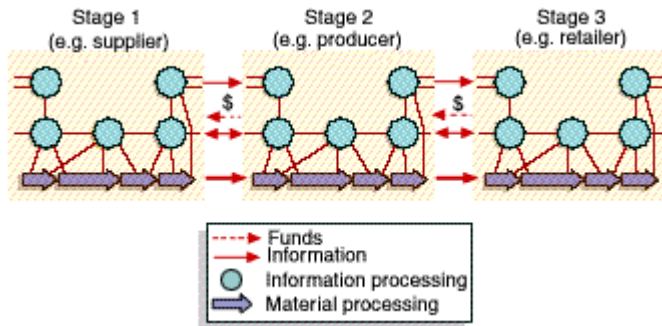 Stage 1
(e.g. supplier)
Stage 2
(e.g. producer)
Stage 3
(e.g. retailer)
$
$
Funds
Information
Information processing
Material processing